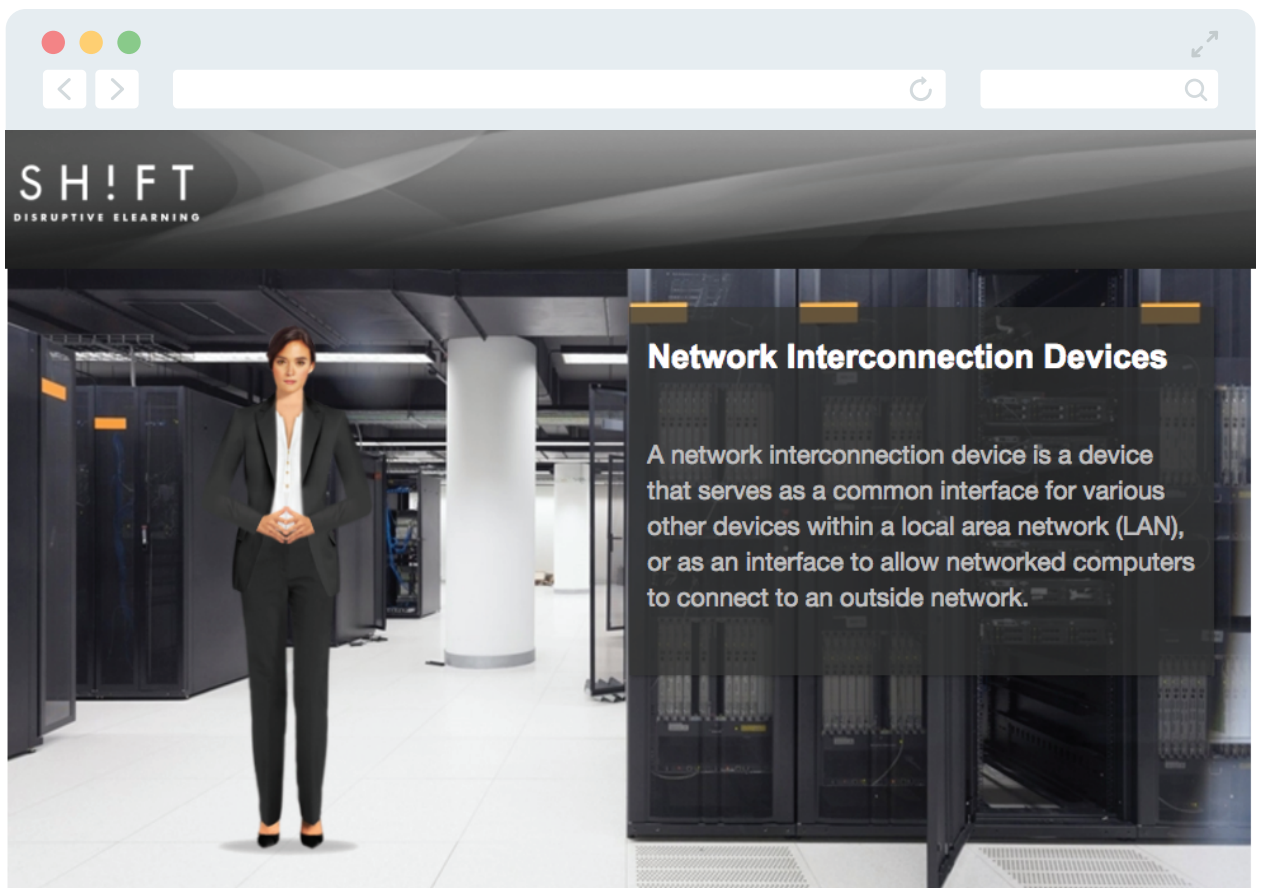 SH!FT
DISRUPTIVE ELEARNING
Network Interconnection Devices
A network interconnection device is a device
that serves as a common interface for various
other devices within a local area network (LAN),
or as an interface to allow networked computers
to connect to an outside network.